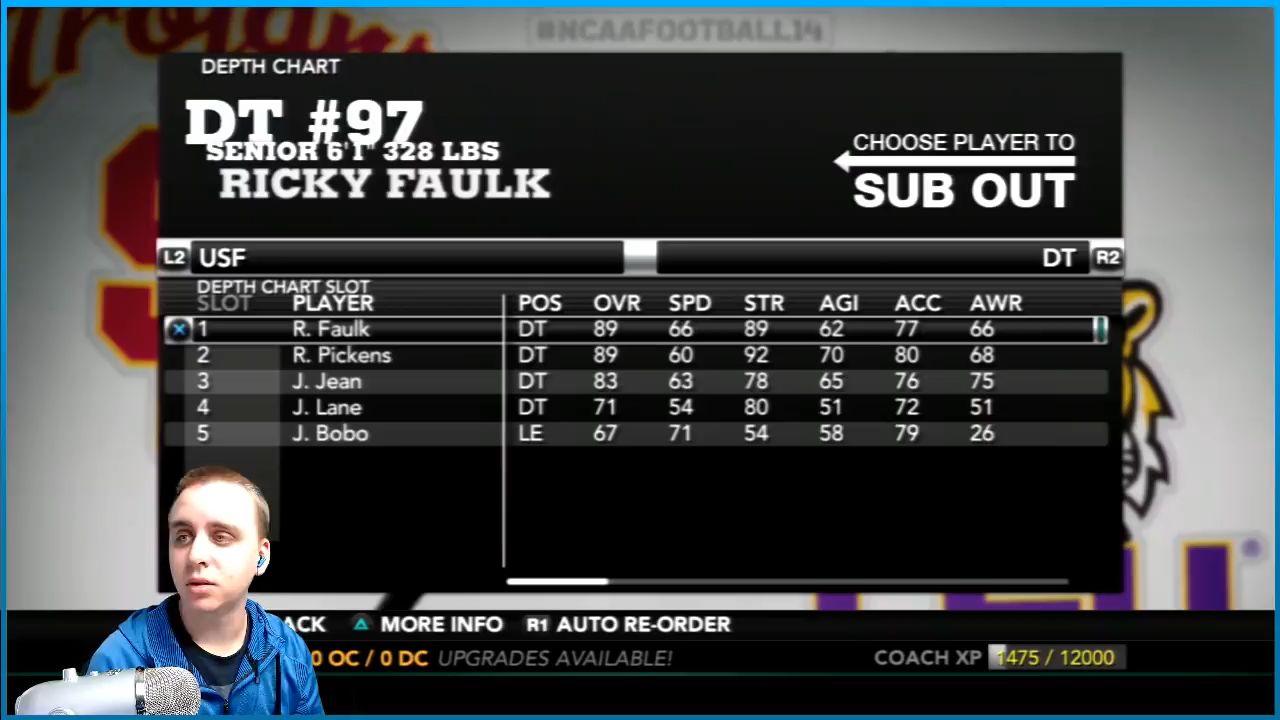 Trojans
#NCAAFOOTBALL14
DEPTH CHART
DT #97
SENIOR 6'1" 328 LBS
RICKY FAULK
CHOOSE PLAYER TO
SUB OUT
L2 USF DT R2
DEPTH CHART SLOT
SLOT PLAYER POS OVR SPD STR AGI ACC AWR
1 R. Faulk DT 89 66 89 62 77 66
2 R. Pickens DT 89 60 92 70 80 68
3 J. Jean DT 83 63 78 65 76 75
4 J. Lane DT 71 54 80 51 72 51
5 J. Bobo LE 67 71 54 58 79 26
ACK MORE INFO R1 AUTO RE-ORDER
0 OC / 0 DC UPGRADES AVAILABLE! COACH XP 1475 / 12000